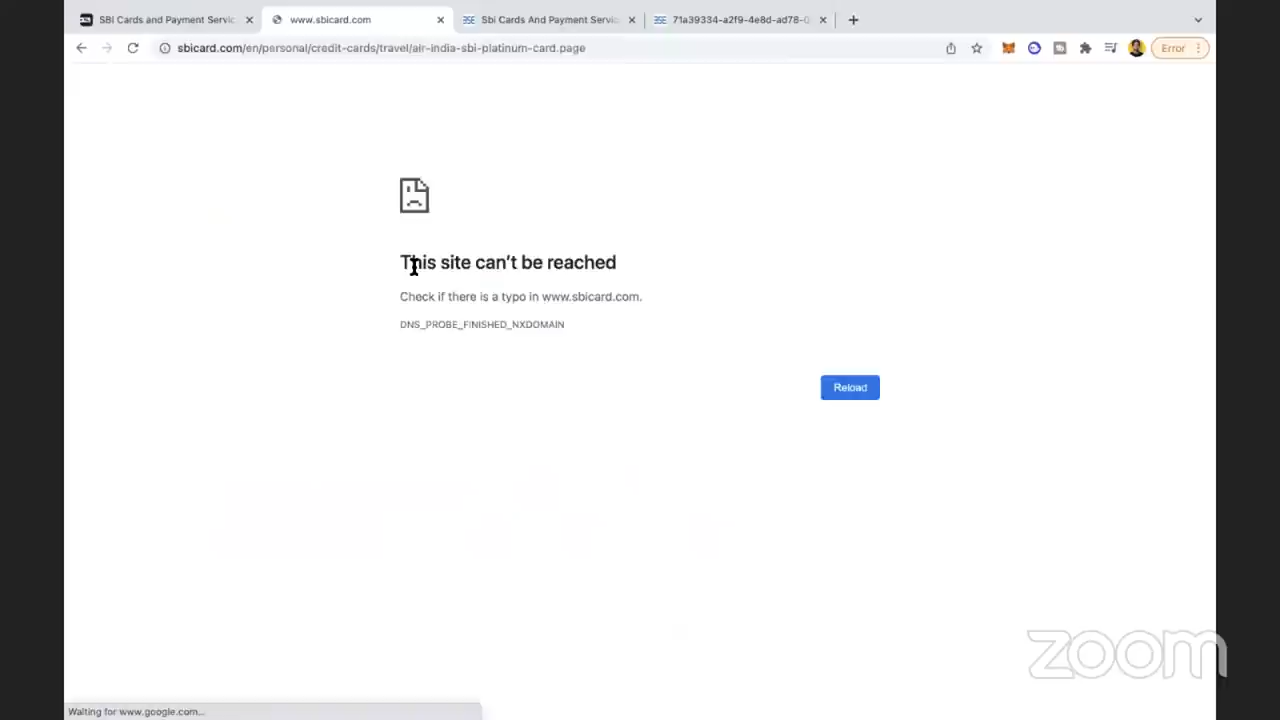 SBI Cards and Payment Servic
www.sbicard.com
Sbi Cards And Payment Servic
71a39334-a2f9-4e8d-ad78-0
sbicard.com/en/personal/credit-cards/travel/air-india-sbi-platinum-card.page
Error
This site can't be reached
Check if there is a typo in www.sbicard.com.
DNS_PROBE_FINISHED_NXDOMAIN
Reload
zoom
Waiting for www.google.com...